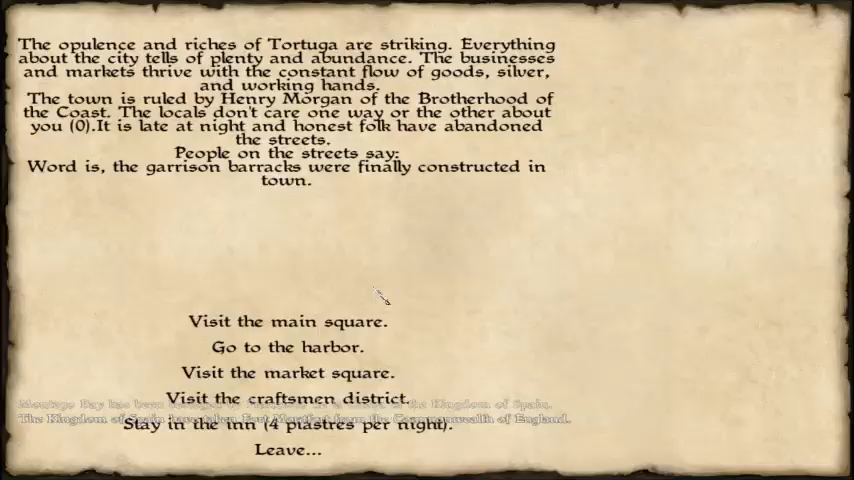 The opulence and riches of Tortuga are striking. Everything
about the city tells of plenty and abundance. The businesses
and markets thrive with the constant flow of goods, silver,
and working hands.
The town is ruled by Henry Morgan of the Brotherhood of
the Coast. The locals don't care one way or the other about
you (0).It is late at night and honest folk have abandoned
the streets.
People on the streets say:
Word is, the garrison barracks were finally constructed in
town.
Visit the main square.
Go to the harbor.
Visit the market square.
Visit the craftsmen district.
Montago Bay has been the Kingdom of Spain.
The Kingdom of Spain have taken Fort Montfort from the Commonwealth of England.
Stay in the inn (4 piastres per night).
Leave...